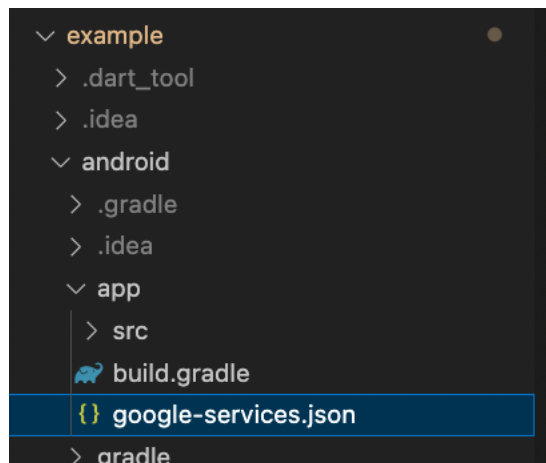 example
.dart_tool
.idea
android
.gradle
.idea
app
src
build.gradle
{} google-services.json
gradle